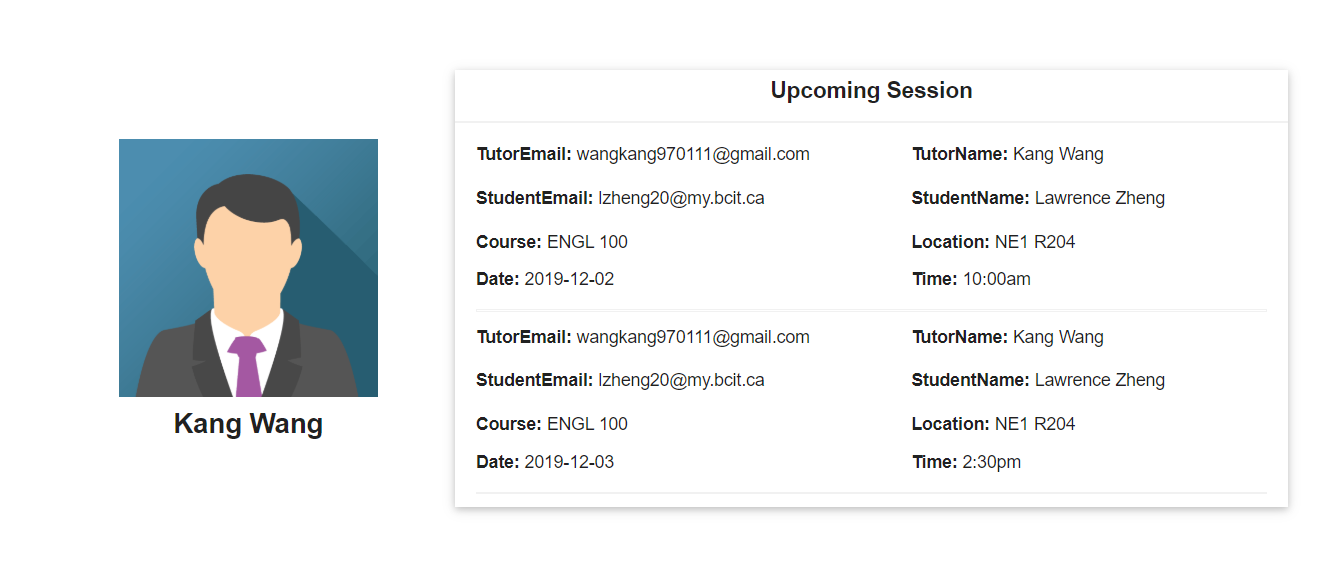 Upcoming Session
TutorEmail: wangkang970111@gmail.com TutorName: Kang Wang
StudentEmail: lzheng20@my.bcit.ca StudentName: Lawrence Zheng
Course: ENGL 100 Location: NE1 R204
Date: 2019-12-02 Time: 10:00am
TutorEmail: wangkang970111@gmail.com TutorName: Kang Wang
StudentEmail: lzheng20@my.bcit.ca StudentName: Lawrence Zheng
Course: ENGL 100 Location: NE1 R204
Date: 2019-12-03 Time: 2:30pm
Kang Wang